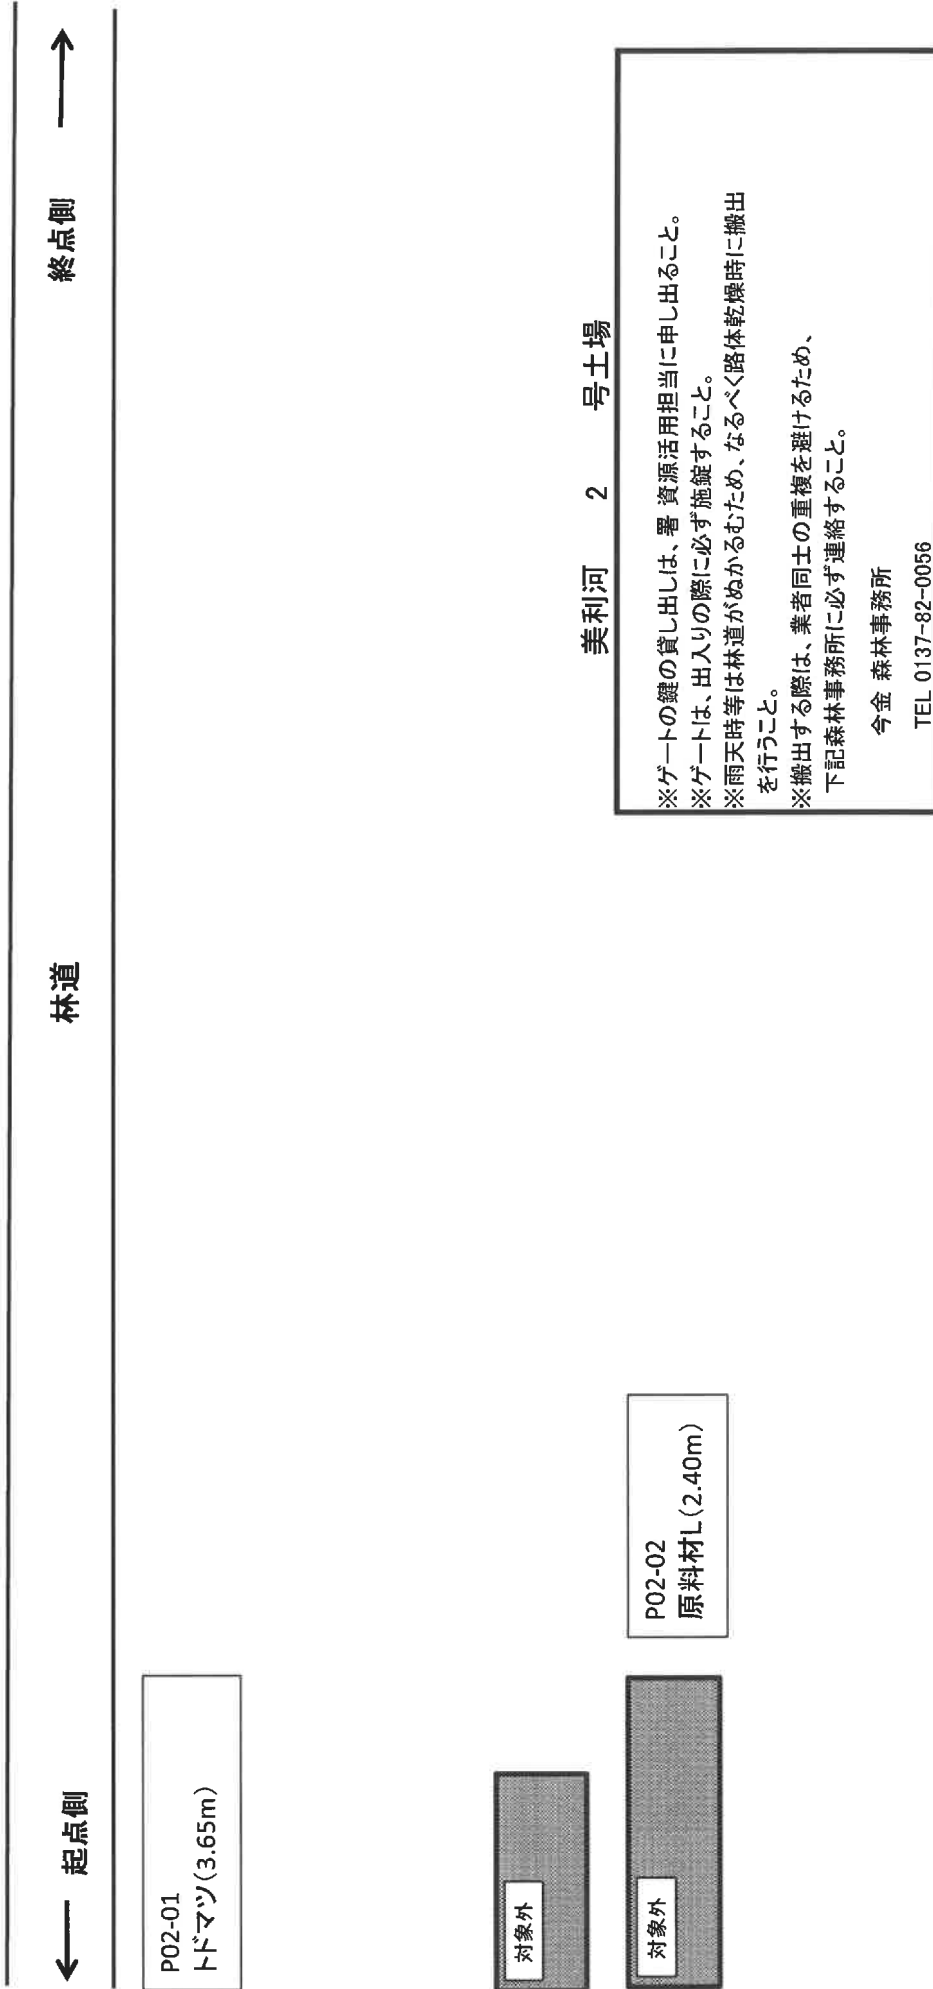 ← 起点側
林道
終点側 →
P02-01
トドマツ(3.65m)
対象外
対象外
P02-02
原料材L(2.40m)
美利河 2 号土場
※ゲートの鍵の貸し出しは、署 資源活用担当に申し出ること。
※ゲートは、出入りの際に必ず施錠すること。
※雨天時等は林道がぬかるむため、なるべく路体乾燥時に搬出
を行うこと。
※搬出する際は、業者同士の重複を避けるため、
下記森林事務所に必ず連絡すること。
今金 森林事務所
TEL 0137-82-0056